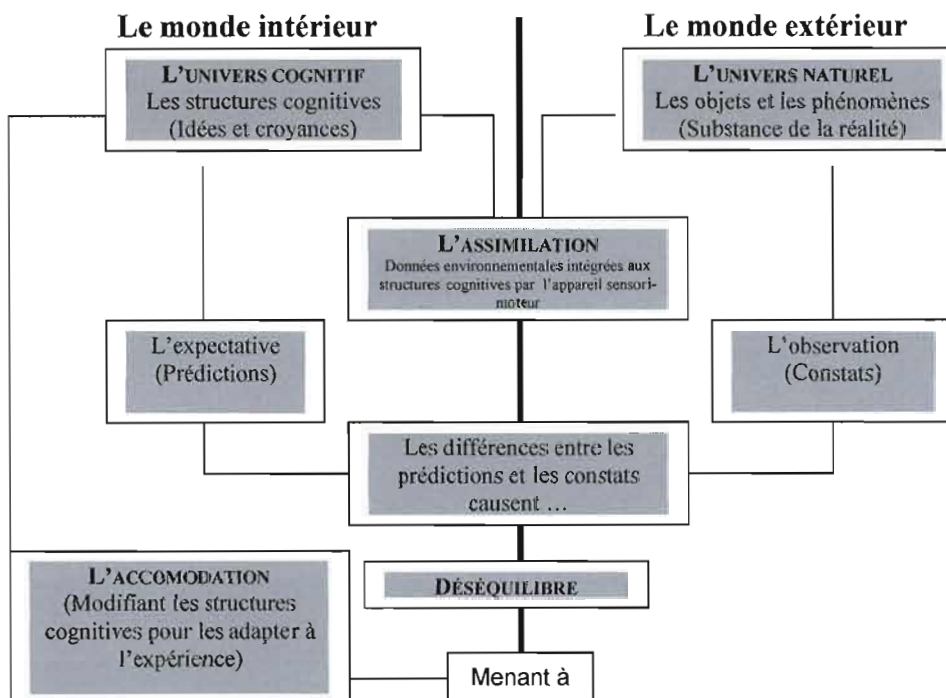 Le monde intérieur
Le monde extérieur
L'UNIVERS COGNITIF
Les structures cognitives
(Idées et croyances)
L'UNIVERS NATUREL
Les objets et les phénomènes
(Substance de la réalité)
L'ASSIMILATION
Données environnementales intégrées aux
structures cognitives par l'appareil sensori-
moteur
L'expectative
(Prédictions)
L'observation
(Constats)
Les différences entre les
prédictions et les constats
causent ...
L'ACCOMODATION
(Modifiant les structures
cognitives pour les adapter à
l'expérience)
DÉSÉQUILIBRE
Menant à